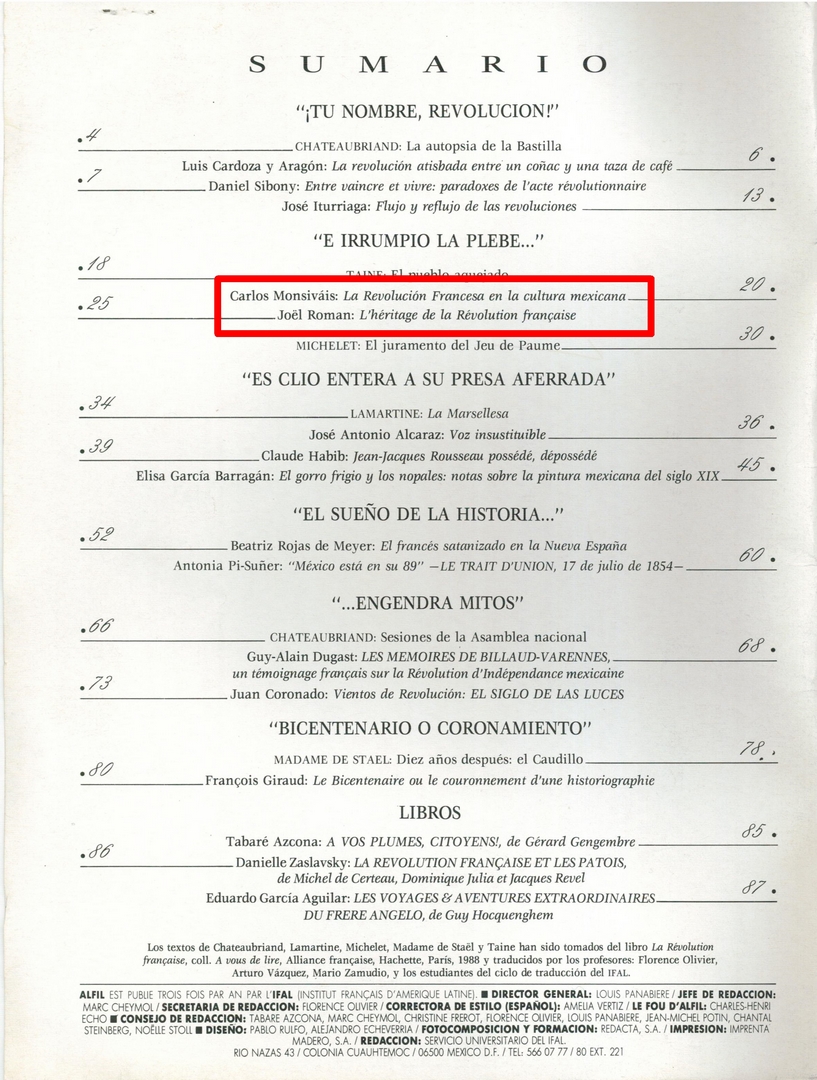 SUMARIO
"¡TU NOMBRE, REVOLUCION!"
.4
CHATEAUBRIAND: La autopsia de la Bastilla
6.
Luis Cardoza y Aragón: La revolución atisbada entre un coñac y una taza de café
.7
Daniel Sibony: Entre vaincre et vivre: paradoxes de l'acte révolutionnaire
13.
José Iturriaga: Flujo y reflujo de las revoluciones
"E IRRUMPIO LA PLEBE..."
.18
TAINE: El pueblo aquejado
20.
Carlos Monsiváis: La Revolución Francesa en la cultura mexicana
.25
Joël Roman: L'héritage de la Révolution française
30.
MICHELET: El juramento del Jeu de Paume
"ES CLIO ENTERA A SU PRESA AFERRADA"
.34
LAMARTINE: La Marsellesa
36.
José Antonio Alcaraz: Voz insustituible
.39
Claude Habib: Jean-Jacques Rousseau possédé, dépossédé
45.
Elisa García Barragán: El gorro frigio y los nopales: notas sobre la pintura mexicana del siglo XIX
"EL SUEÑO DE LA HISTORIA..."
.52
Beatriz Rojas de Meyer: El francés satanizado en la Nueva España
60.
Antonia Pi-Suñer: "México está en su 89" —LE TRAIT D'UNION, 17 de julio de 1854—
"...ENGENDRA MITOS"
.66
CHATEAUBRIAND: Sesiones de la Asamblea nacional
68.
Guy-Alain Dugast: LES MEMOIRES DE BILLAUD-VARENNES,
un témoignage français sur la Révolution d'Indépendance mexicaine
.73
Juan Coronado: Vientos de Revolución: EL SIGLO DE LAS LUCES
"BICENTENARIO O CORONAMIENTO"
78.
MADAME DE STAEL: Diez años después: el Caudillo
.80
François Giraud: Le Bicentenaire ou le couronnement d'une historiographie
LIBROS
85.
Tabaré Azcona: A VOS PLUMES, CITOYENS!, de Gérard Gengembre
.86
Danielle Zaslavsky: LA REVOLUTION FRANÇAISE ET LES PATOIS,
de Michel de Certeau, Dominique Julia et Jacques Revel
87.
Eduardo García Aguilar: LES VOYAGES & AVENTURES EXTRAORDINAIRES
DU FRERE ANGELO, de Guy Hocquenghem
Los textos de Chateaubriand, Lamartine, Michelet, Madame de Staël y Taine han sido tomados del libro La Révolution
française, coll. A vous de lire, Alliance française, Hachette, París, 1988 y traducidos por los profesores: Florence Olivier,
Arturo Vázquez, Mario Zamudio, y los estudiantes del ciclo de traducción del IFAL.
ALFIL EST PUBLIE TROIS FOIS PAR AN PAR L'IFAL (INSTITUT FRANÇAIS D'AMERIQUE LATINE). ■ DIRECTOR GENERAL: LOUIS PANABIERE / JEFE DE REDACCION:
MARC CHEYMOL / SECRETARIA DE REDACCION: FLORENCE OLIVIER / CORRECTORA DE ESTILO (ESPAÑOL): AMELIA VERTIZ / LE FOU D'ALFIL: CHARLES-HENRI
ECHO ■ CONSEJO DE REDACCION: TABARE AZCONA, MARC CHEYMOL, CHRISTINE FREROT, FLORENCE OLIVIER, LOUIS PANABIERE, JEAN-MICHEL POTIN, CHANTAL
STEINBERG, NOËLLE STOLL ■ DISEÑO: PABLO RULFO, ALEJANDRO ECHEVERRIA / FOTOCOMPOSICION Y FORMACION: REDACTA, S.A. / IMPRESION: IMPRENTA
MADERO, S.A. / REDACCION: SERVICIO UNIVERSITARIO DEL IFAL.
RIO NAZAS 43 / COLONIA CUAUHTEMOC / 06500 MEXICO D.F. / TEL: 566 07 77 / 80 EXT. 221